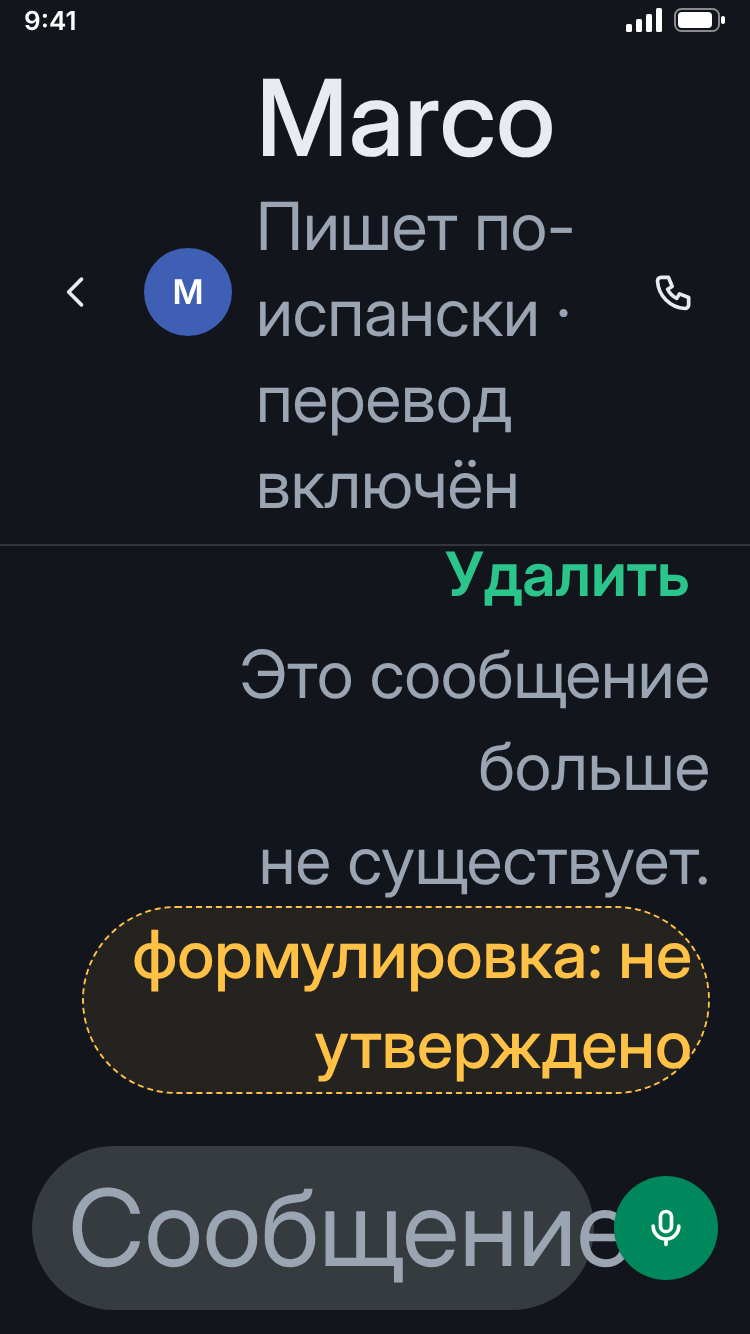 9:41
Marco
Пишет по-
испански ·
перевод
включён
M
Удалить
Это сообщение
больше
не существует.
формулировка: не
утверждено
Сообщение